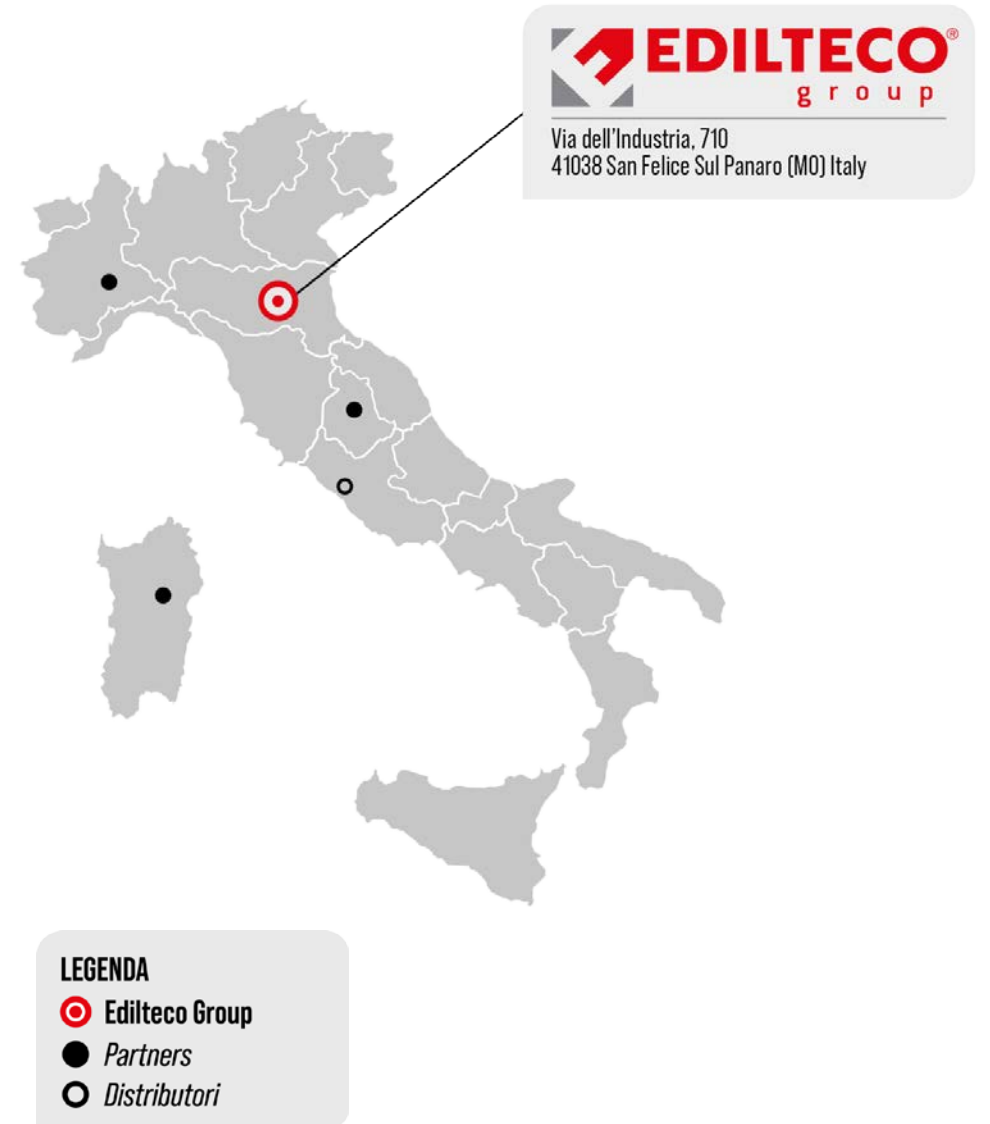 EDILTECO®
group
Via dell'Industria, 710
41038 San Felice Sul Panaro (MO) Italy
LEGENDA
Edilteco Group
Partners
Distributori